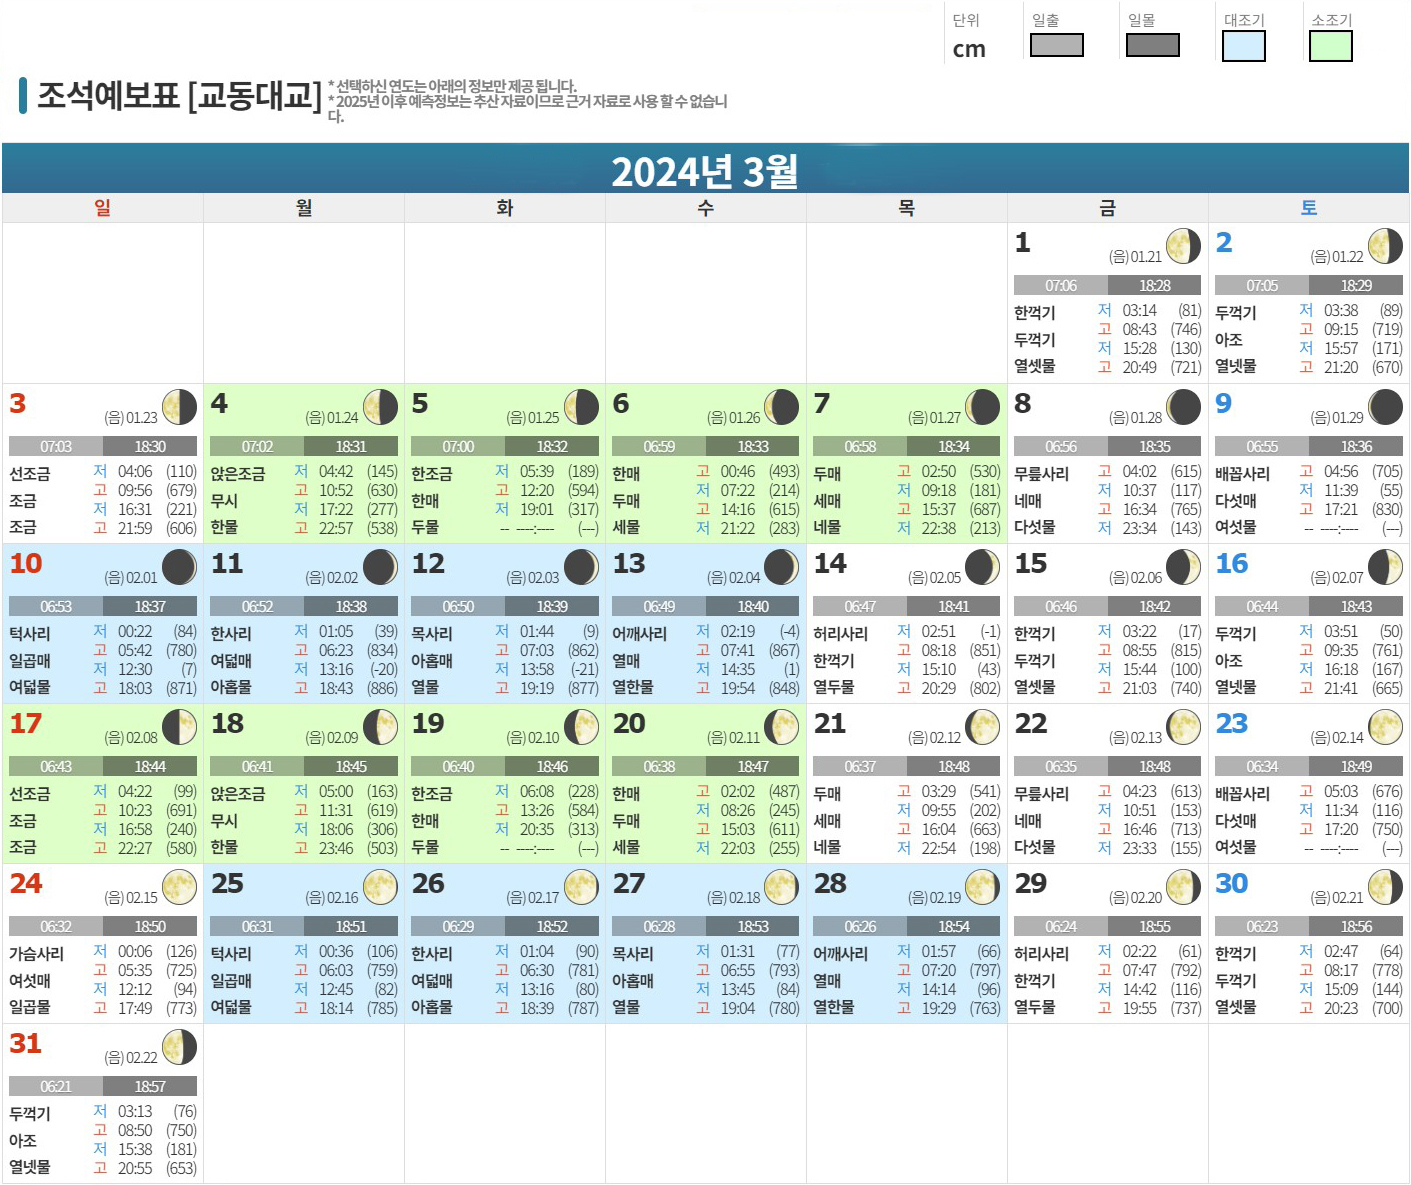 단위 일출 일몰 대조기 소조기
cm
조석예보표 [교동대교]
* 선택하신 연도는 아래의 정보만 제공 됩니다.
* 2025년 이후 예측정보는 추산 자료이므로 근거 자료로 사용 할 수 없습니
다.
2024년 3월
일 월 화 수 목 금 토
1 (음) 01.21
07:06 18:28
한꺽기 저 03:14 (81)
고 08:43 (746)
두꺽기 저 15:28 (130)
열셋물 고 20:49 (721)
2 (음) 01.22
07:05 18:29
두꺽기 저 03:38 (89)
고 09:15 (719)
아조 저 15:57 (171)
열넷물 고 21:20 (670)
3 (음) 01.23
07:03 18:30
선조금 저 04:06 (110)
고 09:56 (679)
조금 저 16:31 (221)
조금 고 21:59 (606)
4 (음) 01.24
07:02 18:31
앉은조금 저 04:42 (145)
고 10:52 (630)
무시 저 17:22 (277)
한물 고 22:57 (538)
5 (음) 01.25
07:00 18:32
한조금 저 05:39 (189)
고 12:20 (594)
한매 저 19:01 (317)
두물 -- ----:---- (---)
6 (음) 01.26
06:59 18:33
한매 고 00:46 (493)
저 07:22 (214)
두매 고 14:16 (615)
세물 저 21:22 (283)
7 (음) 01.27
06:58 18:34
두매 고 02:50 (530)
저 09:18 (181)
세매 고 15:37 (687)
네물 저 22:38 (213)
8 (음) 01.28
06:56 18:35
무릎사리 고 04:02 (615)
저 10:37 (117)
네매 고 16:34 (765)
다섯물 저 23:34 (143)
9 (음) 01.29
06:55 18:36
배꼽사리 고 04:56 (705)
저 11:39 (55)
다섯매 고 17:21 (830)
여섯물 -- ----:---- (---)
10 (음) 02.01
06:53 18:37
턱사리 저 00:22 (84)
고 05:42 (780)
일곱매 저 12:30 (7)
여덟물 고 18:03 (871)
11 (음) 02.02
06:52 18:38
한사리 저 01:05 (39)
고 06:23 (834)
여덟매 저 13:16 (-20)
아홉물 고 18:43 (886)
12 (음) 02.03
06:50 18:39
목사리 저 01:44 (9)
고 07:03 (862)
아홉매 저 13:58 (-21)
열물 고 19:19 (877)
13 (음) 02.04
06:49 18:40
어깨사리 저 02:19 (-4)
고 07:41 (867)
열매 저 14:35 (1)
열한물 고 19:54 (848)
14 (음) 02.05
06:47 18:41
허리사리 저 02:51 (-1)
고 08:18 (851)
한꺽기 저 15:10 (43)
열두물 고 20:29 (802)
15 (음) 02.06
06:46 18:42
한꺽기 저 03:22 (17)
고 08:55 (815)
두꺽기 저 15:44 (100)
열셋물 고 21:03 (740)
16 (음) 02.07
06:44 18:43
두꺽기 저 03:51 (50)
고 09:35 (761)
아조 저 16:18 (167)
열넷물 고 21:41 (665)
17 (음) 02.08
06:43 18:44
선조금 저 04:22 (99)
고 10:23 (691)
조금 저 16:58 (240)
조금 고 22:27 (580)
18 (음) 02.09
06:41 18:45
앉은조금 저 05:00 (163)
고 11:31 (619)
무시 저 18:06 (306)
한물 고 23:46 (503)
19 (음) 02.10
06:40 18:46
한조금 저 06:08 (228)
고 13:26 (584)
한매 저 20:35 (313)
두물 -- ----:---- (---)
20 (음) 02.11
06:38 18:47
한매 고 02:02 (487)
저 08:26 (245)
두매 고 15:03 (611)
세물 저 22:03 (255)
21 (음) 02.12
06:37 18:48
두매 고 03:29 (541)
저 09:55 (202)
세매 고 16:04 (663)
네물 저 22:54 (198)
22 (음) 02.13
06:35 18:48
무릎사리 고 04:23 (613)
저 10:51 (153)
네매 고 16:46 (713)
다섯물 저 23:33 (155)
23 (음) 02.14
06:34 18:49
배꼽사리 고 05:03 (676)
저 11:34 (116)
다섯매 고 17:20 (750)
여섯물 -- ----:---- (---)
24 (음) 02.15
06:32 18:50
가슴사리 저 00:06 (126)
고 05:35 (725)
여섯매 저 12:12 (94)
일곱물 고 17:49 (773)
25 (음) 02.16
06:31 18:51
턱사리 저 00:36 (106)
고 06:03 (759)
일곱매 저 12:45 (82)
여덟물 고 18:14 (785)
26 (음) 02.17
06:29 18:52
한사리 저 01:04 (90)
고 06:30 (781)
여덟매 저 13:16 (80)
아홉물 고 18:39 (787)
27 (음) 02.18
06:28 18:53
목사리 저 01:31 (77)
고 06:55 (793)
아홉매 저 13:45 (84)
열물 고 19:04 (780)
28 (음) 02.19
06:26 18:54
어깨사리 저 01:57 (66)
고 07:20 (797)
열매 저 14:14 (96)
열한물 고 19:29 (763)
29 (음) 02.20
06:24 18:55
허리사리 저 02:22 (61)
고 07:47 (792)
한꺽기 저 14:42 (116)
열두물 고 19:55 (737)
30 (음) 02.21
06:23 18:56
한꺽기 저 02:47 (64)
고 08:17 (778)
두꺽기 저 15:09 (144)
열셋물 고 20:23 (700)
31 (음) 02.22
06:21 18:57
두꺽기 저 03:13 (76)
고 08:50 (750)
아조 저 15:38 (181)
열넷물 고 20:55 (653)